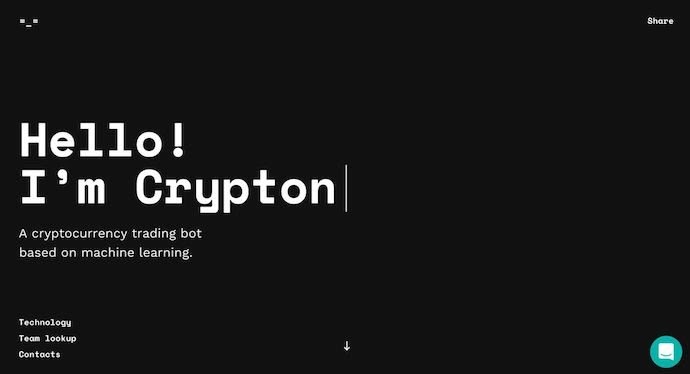 =_=
Share
Hello!
I'm Crypton
A cryptocurrency trading bot
based on machine learning.
Technology
Team lookup
Contacts
↓